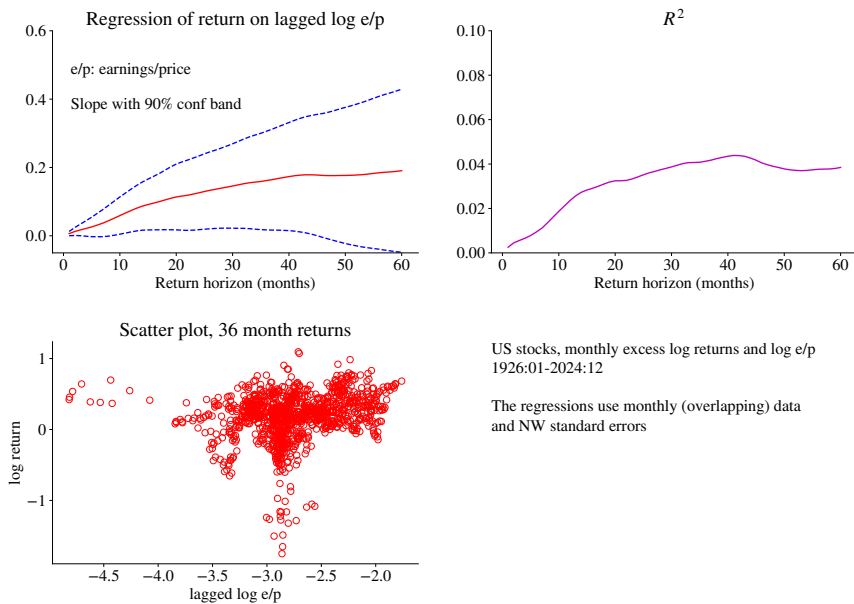 Regression of return on lagged log e/p
0.6
0.4
0.2
0.0
e/p: earnings/price
Slope with 90% conf band
0 10 20 30 40 50 60
Return horizon (months)
R²
0.10
0.08
0.06
0.04
0.02
0.00
0 10 20 30 40 50 60
Return horizon (months)
Scatter plot, 36 month returns
log return
1
0
−1
−4.5 −4.0 −3.5 −3.0 −2.5 −2.0
lagged log e/p
US stocks, monthly excess log returns and log e/p
1926:01-2024:12
The regressions use monthly (overlapping) data
and NW standard errors